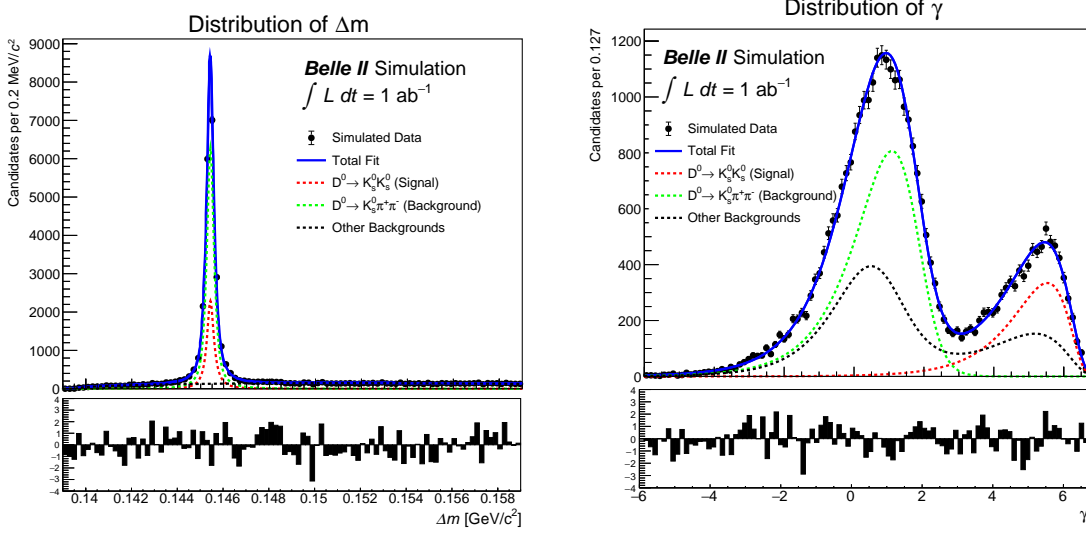 Distribution of Δm
Candidates per 0.2 MeV/c²
9000
8000
7000
6000
5000
4000
3000
2000
1000
0
Belle II Simulation
∫ L dt = 1 ab⁻¹
Simulated Data
Total Fit
D⁰→ K⁰ₛK⁰ₛ (Signal)
D⁰→ K⁰ₛπ⁺π⁻ (Background)
Other Backgrounds
4
3
2
1
0
−1
−2
−3
−4
0.14 0.142 0.144 0.146 0.148 0.15 0.152 0.154 0.156 0.158
Δm [GeV/c²]
Distribution of γ
Candidates per 0.127
1200
1000
800
600
400
200
0
Belle II Simulation
∫ L dt = 1 ab⁻¹
Simulated Data
Total Fit
D⁰→ K⁰ₛK⁰ₛ (Signal)
D⁰→ K⁰ₛπ⁺π⁻ (Background)
Other Backgrounds
4
3
2
1
0
−1
−2
−3
−4
−6 −4 −2 0 2 4 6
γ